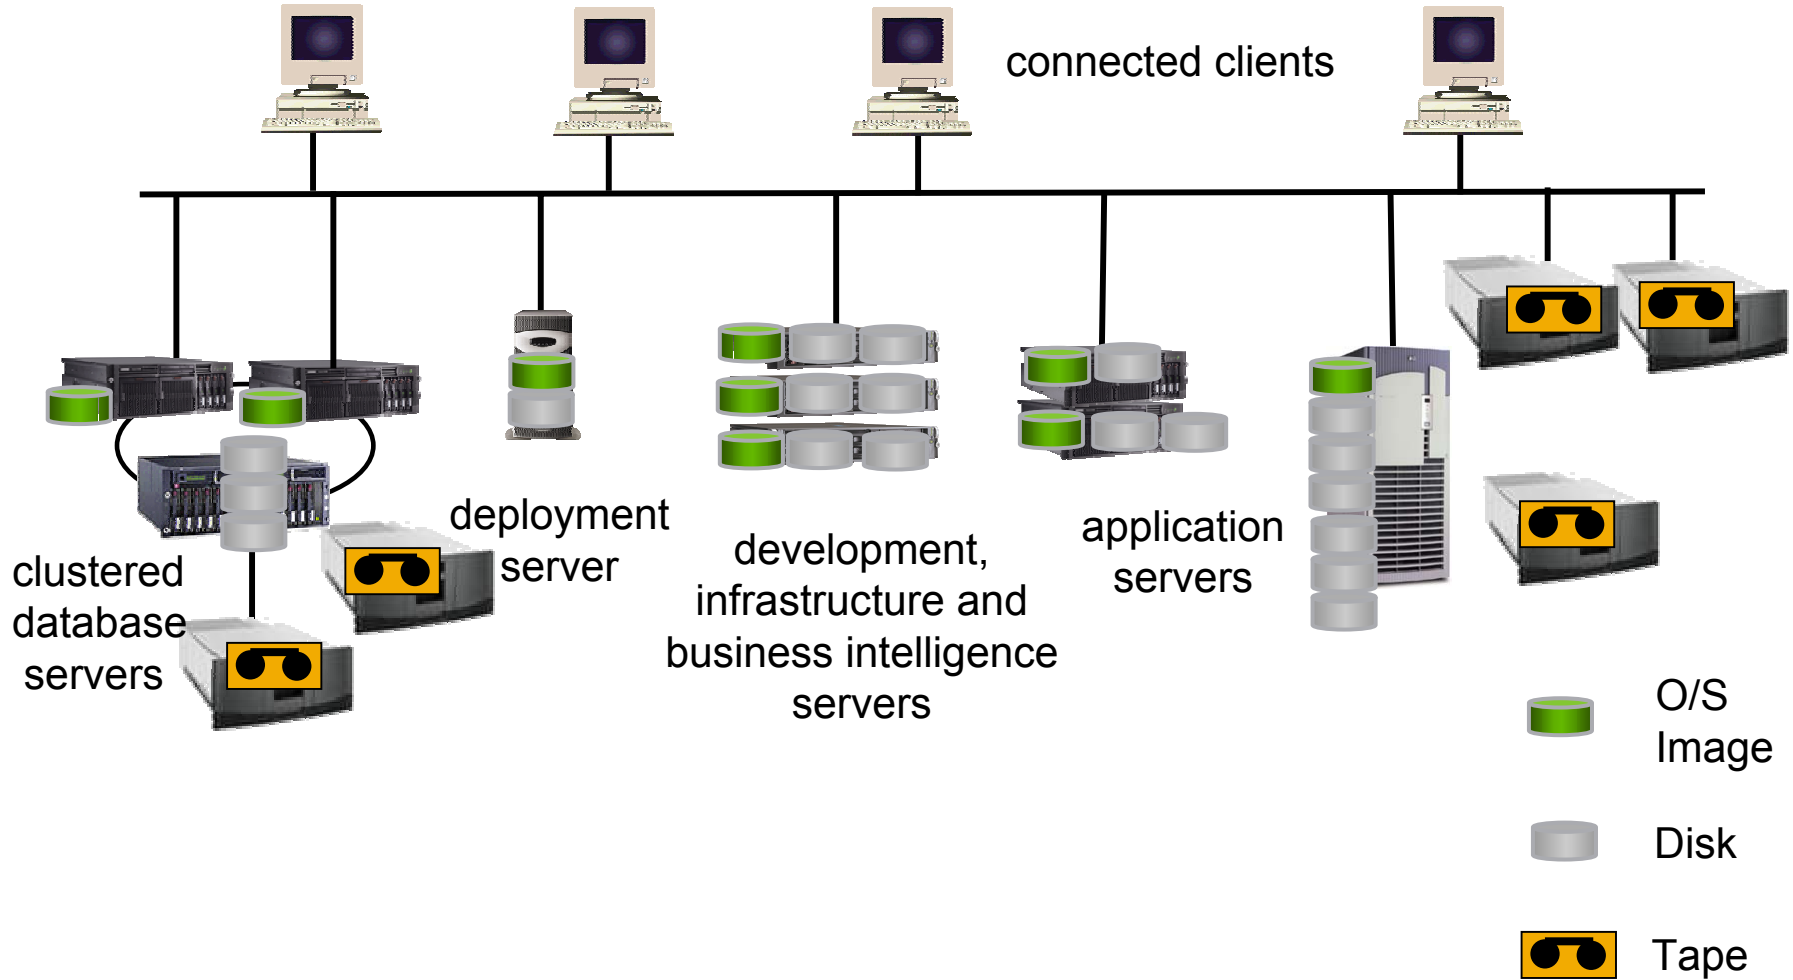 connected clients
deployment
server
clustered
database
servers
development,
infrastructure and
business intelligence
servers
application
servers
O/S
Image
Disk
Tape